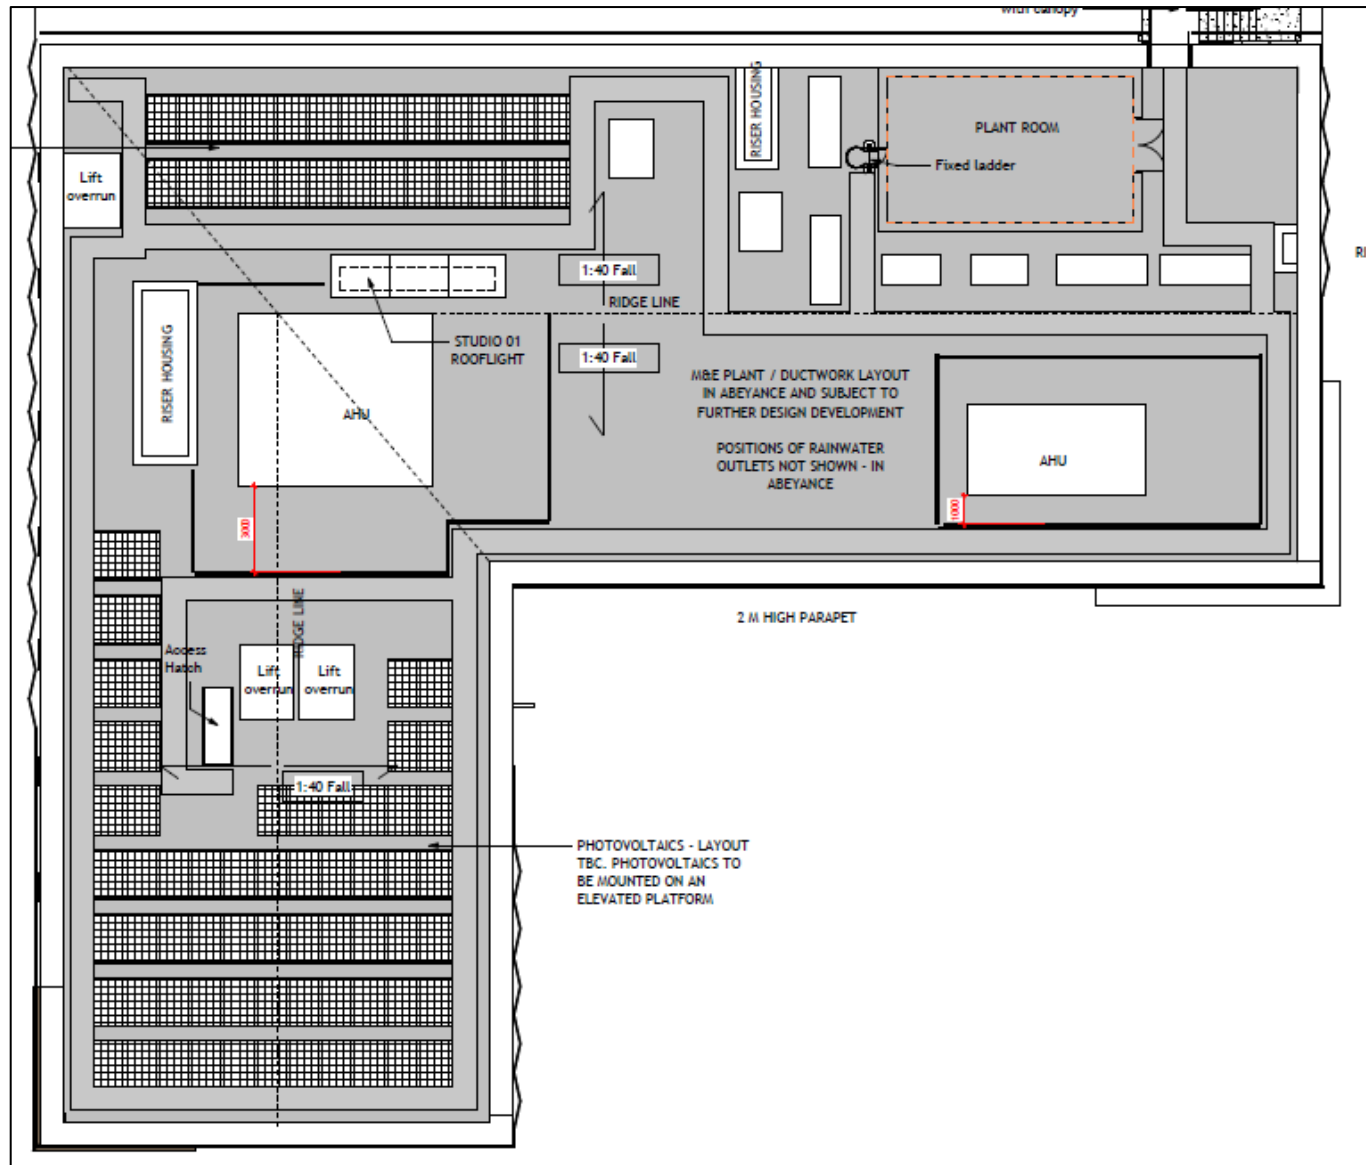 with canopy
RISER HOUSING
PLANT ROOM
Fixed ladder
Lift
overrun
1:40 Fall
RIDGE LINE
STUDIO 01
ROOFLIGHT
1:40 Fall
RISER HOUSING
AHU
M&E PLANT / DUCTWORK LAYOUT
IN ABEYANCE AND SUBJECT TO
FURTHER DESIGN DEVELOPMENT
POSITIONS OF RAINWATER
OUTLETS NOT SHOWN - IN
ABEYANCE
AHU
1000
3000
RIDGE LINE
2 M HIGH PARAPET
Access
Hatch
Lift
overrun
Lift
overrun
1:40 Fall
PHOTOVOLTAICS - LAYOUT
TBC. PHOTOVOLTAICS TO
BE MOUNTED ON AN
ELEVATED PLATFORM